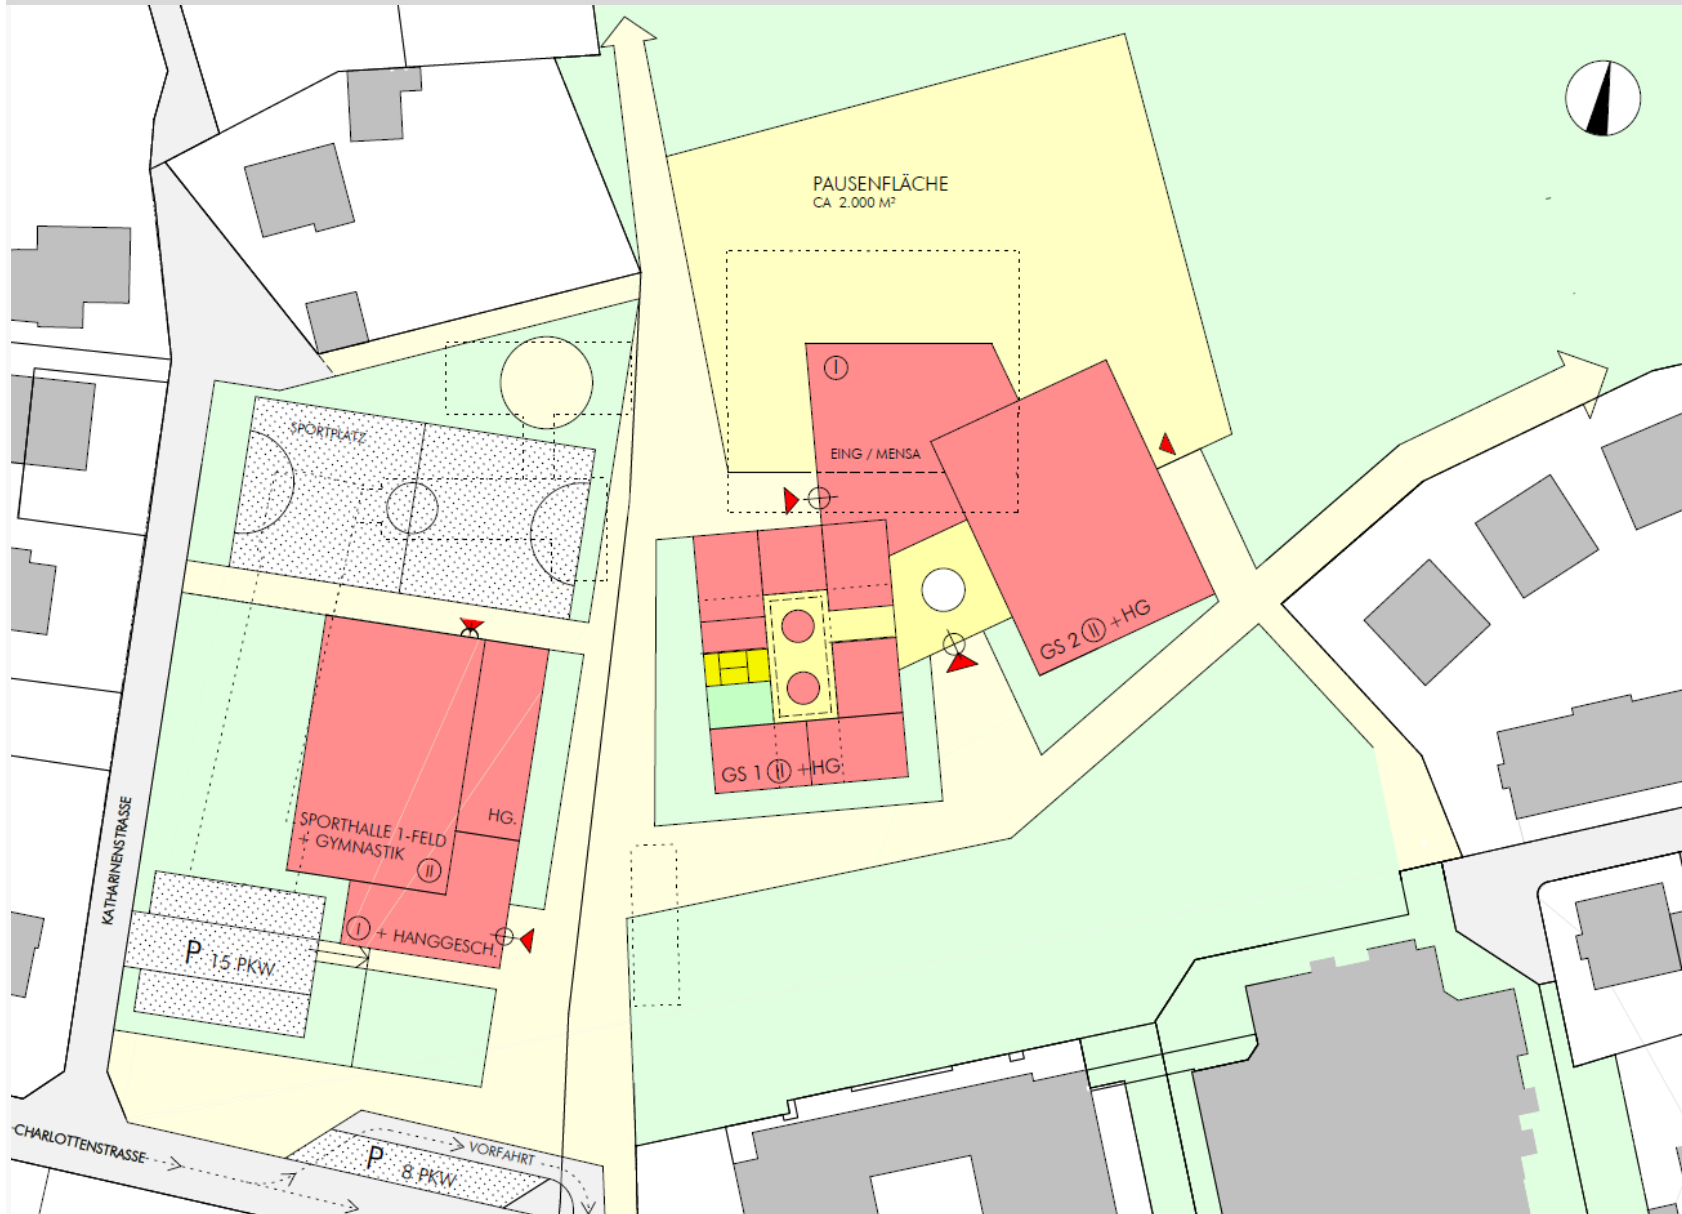 PAUSENFLÄCHE
CA 2.000 M²
I
SPORTPLATZ
EING / MENSA
GS 2 II + HG
GS 1 II + HG
HG.
SPORTHALLE 1-FELD
+ GYMNASTIK
II
KATHARINENSTRASSE
I + HANGGESCH.
P 15 PKW
CHARLOTTENSTRASSE
VORFAHRT
P 8 PKW